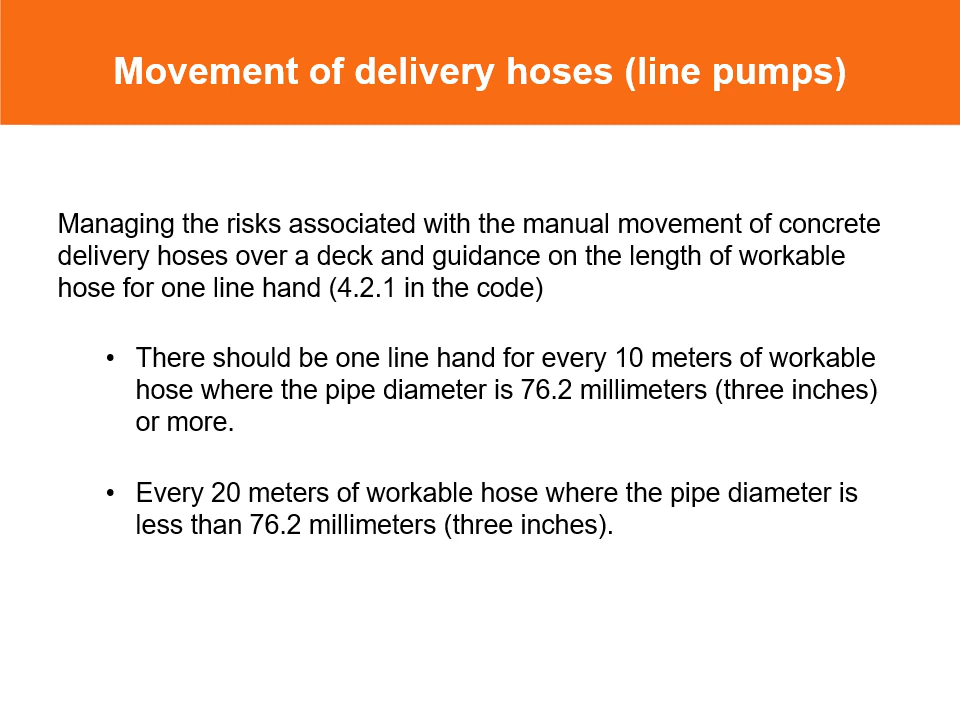 Movement of delivery hoses (line pumps)
Managing the risks associated with the manual movement of concrete
delivery hoses over a deck and guidance on the length of workable
hose for one line hand (4.2.1 in the code)
• There should be one line hand for every 10 meters of workable
hose where the pipe diameter is 76.2 millimeters (three inches)
or more.
• Every 20 meters of workable hose where the pipe diameter is
less than 76.2 millimeters (three inches).